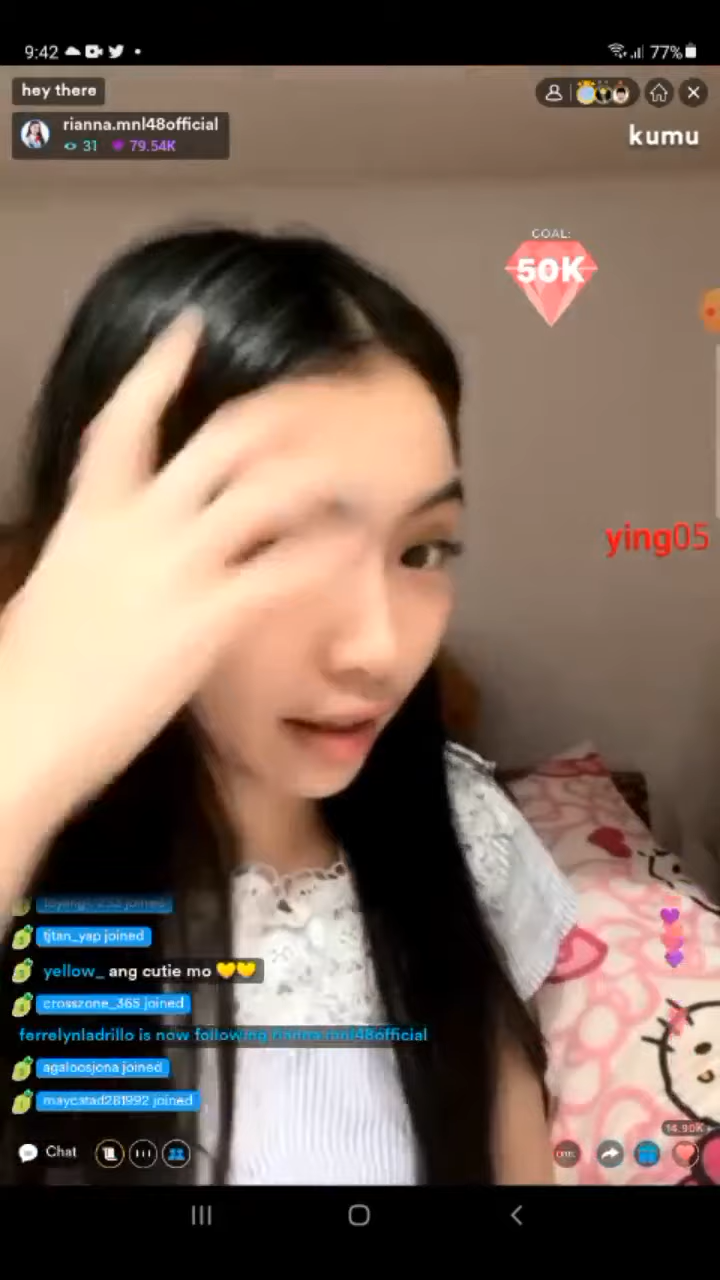 9:42
77%
hey there
rianna.mnl48official
31 79.54K
kumu
COAL:
50K
ying05
tjtan_yap joined
yellow_ ang cutie mo 💛💛
crosszone_365 joined
ferrelynladrillo is now following rianna.mnl48official
agaloosjona joined
maycatad281992 joined
14.90K
Chat